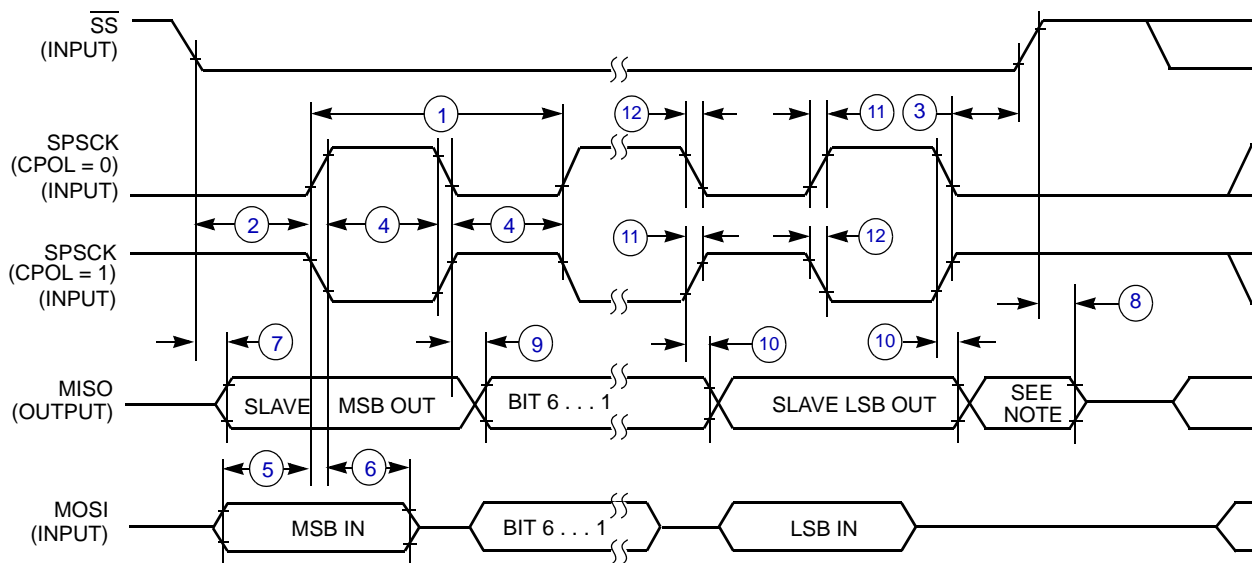 SS
(INPUT)
1
12
11
3
SPSCK
(CPOL = 0)
(INPUT)
2
4
4
11
12
SPSCK
(CPOL = 1)
(INPUT)
8
7
9
10
10
MISO
(OUTPUT)
SLAVE MSB OUT
BIT 6 . . . 1
SLAVE LSB OUT
SEE
NOTE
5
6
MOSI
(INPUT)
MSB IN
BIT 6 . . . 1
LSB IN